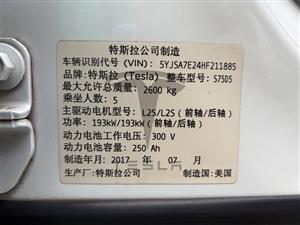 特斯拉公司制造
车辆识别代号（VIN）：5YJSA7E24HF211885
品牌：特斯拉（Tesla）整车型号：S75D5
最大允许总质量：2600 kg
乘坐人数：5
主驱动电机型号：L2S/L2S（前轴/后轴）
功率：193kW/193kW（前轴/后轴）
动力电池工作电压：300 V
动力电池容量：250 Ah
制造年月：2017 年 07 月
生产厂家：特斯拉公司 制造国：美国
TESLA